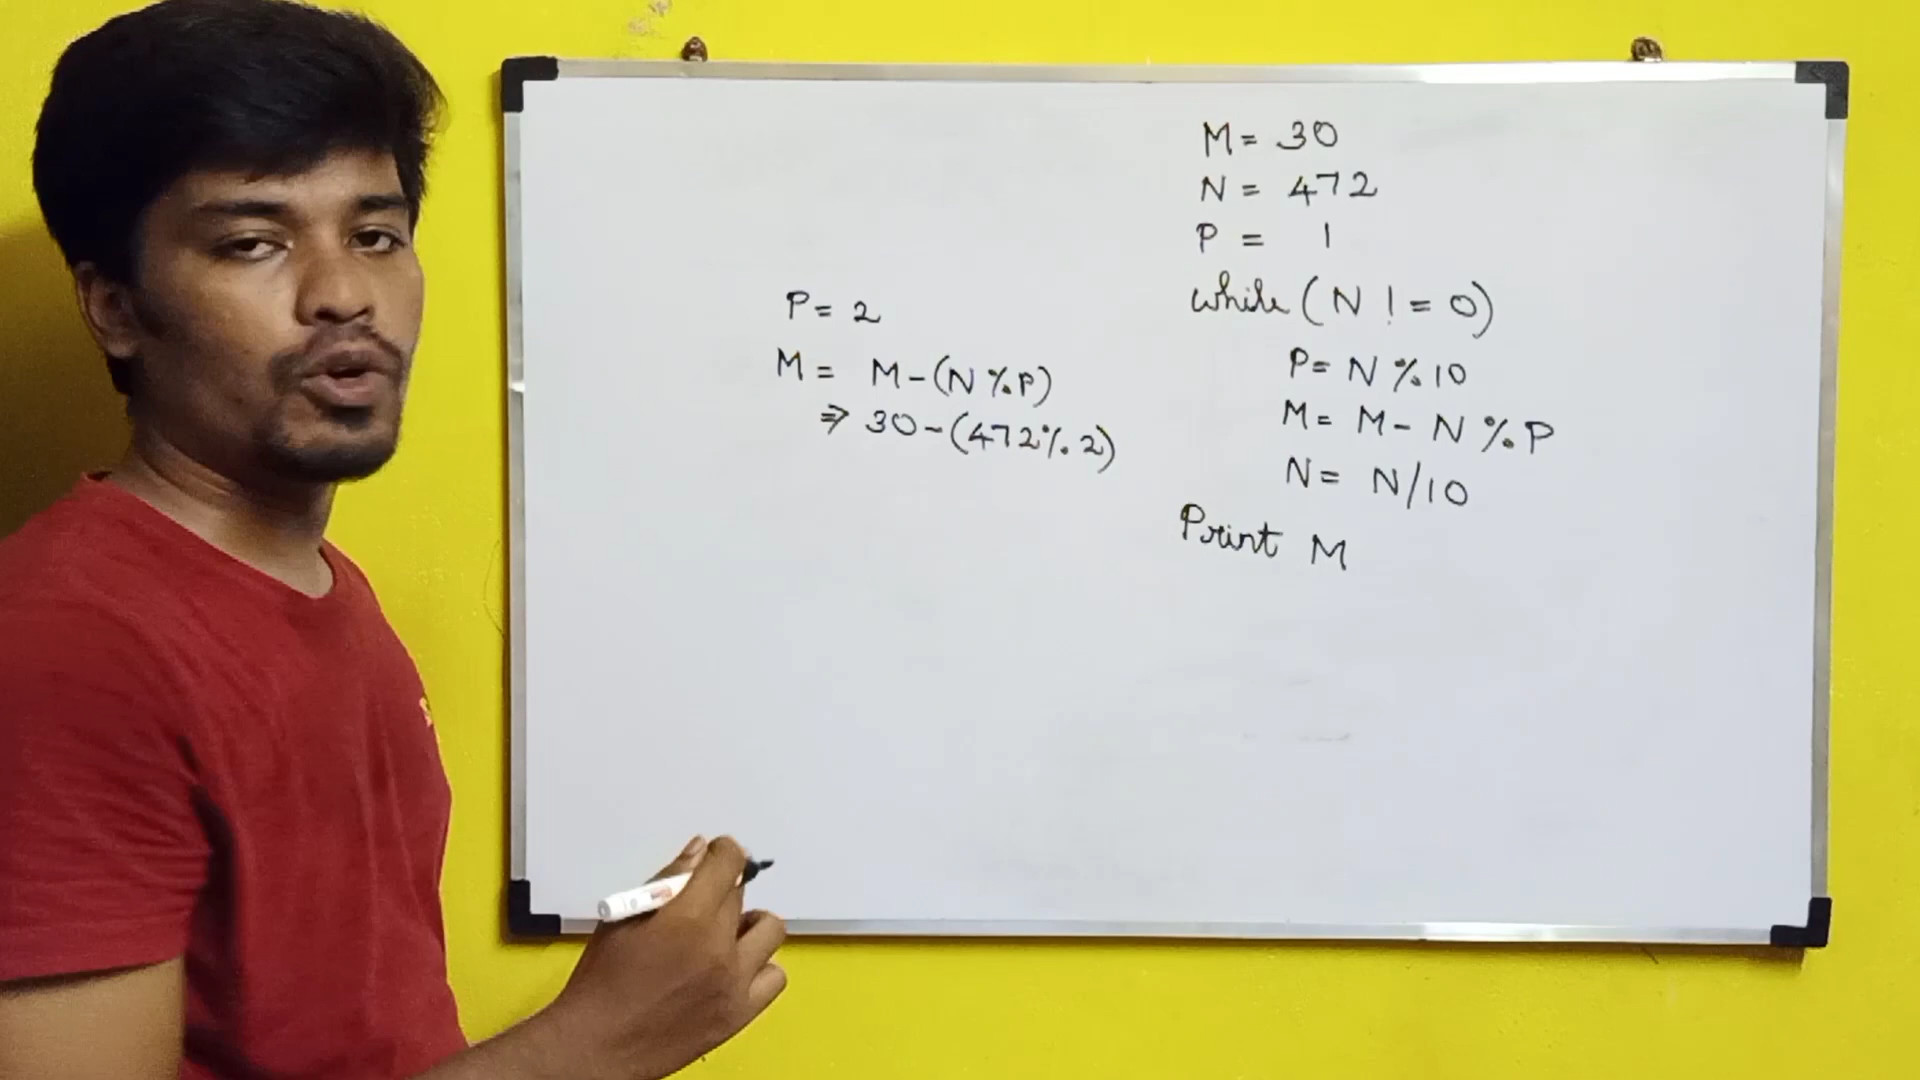 M = 30
N = 472
P = 1
while ( N ! = 0 )
P = N % 10
M = M - N % P
N = N/10
Print M
P = 2
M = M - (N % P)
⇒ 30 - (472 % 2)